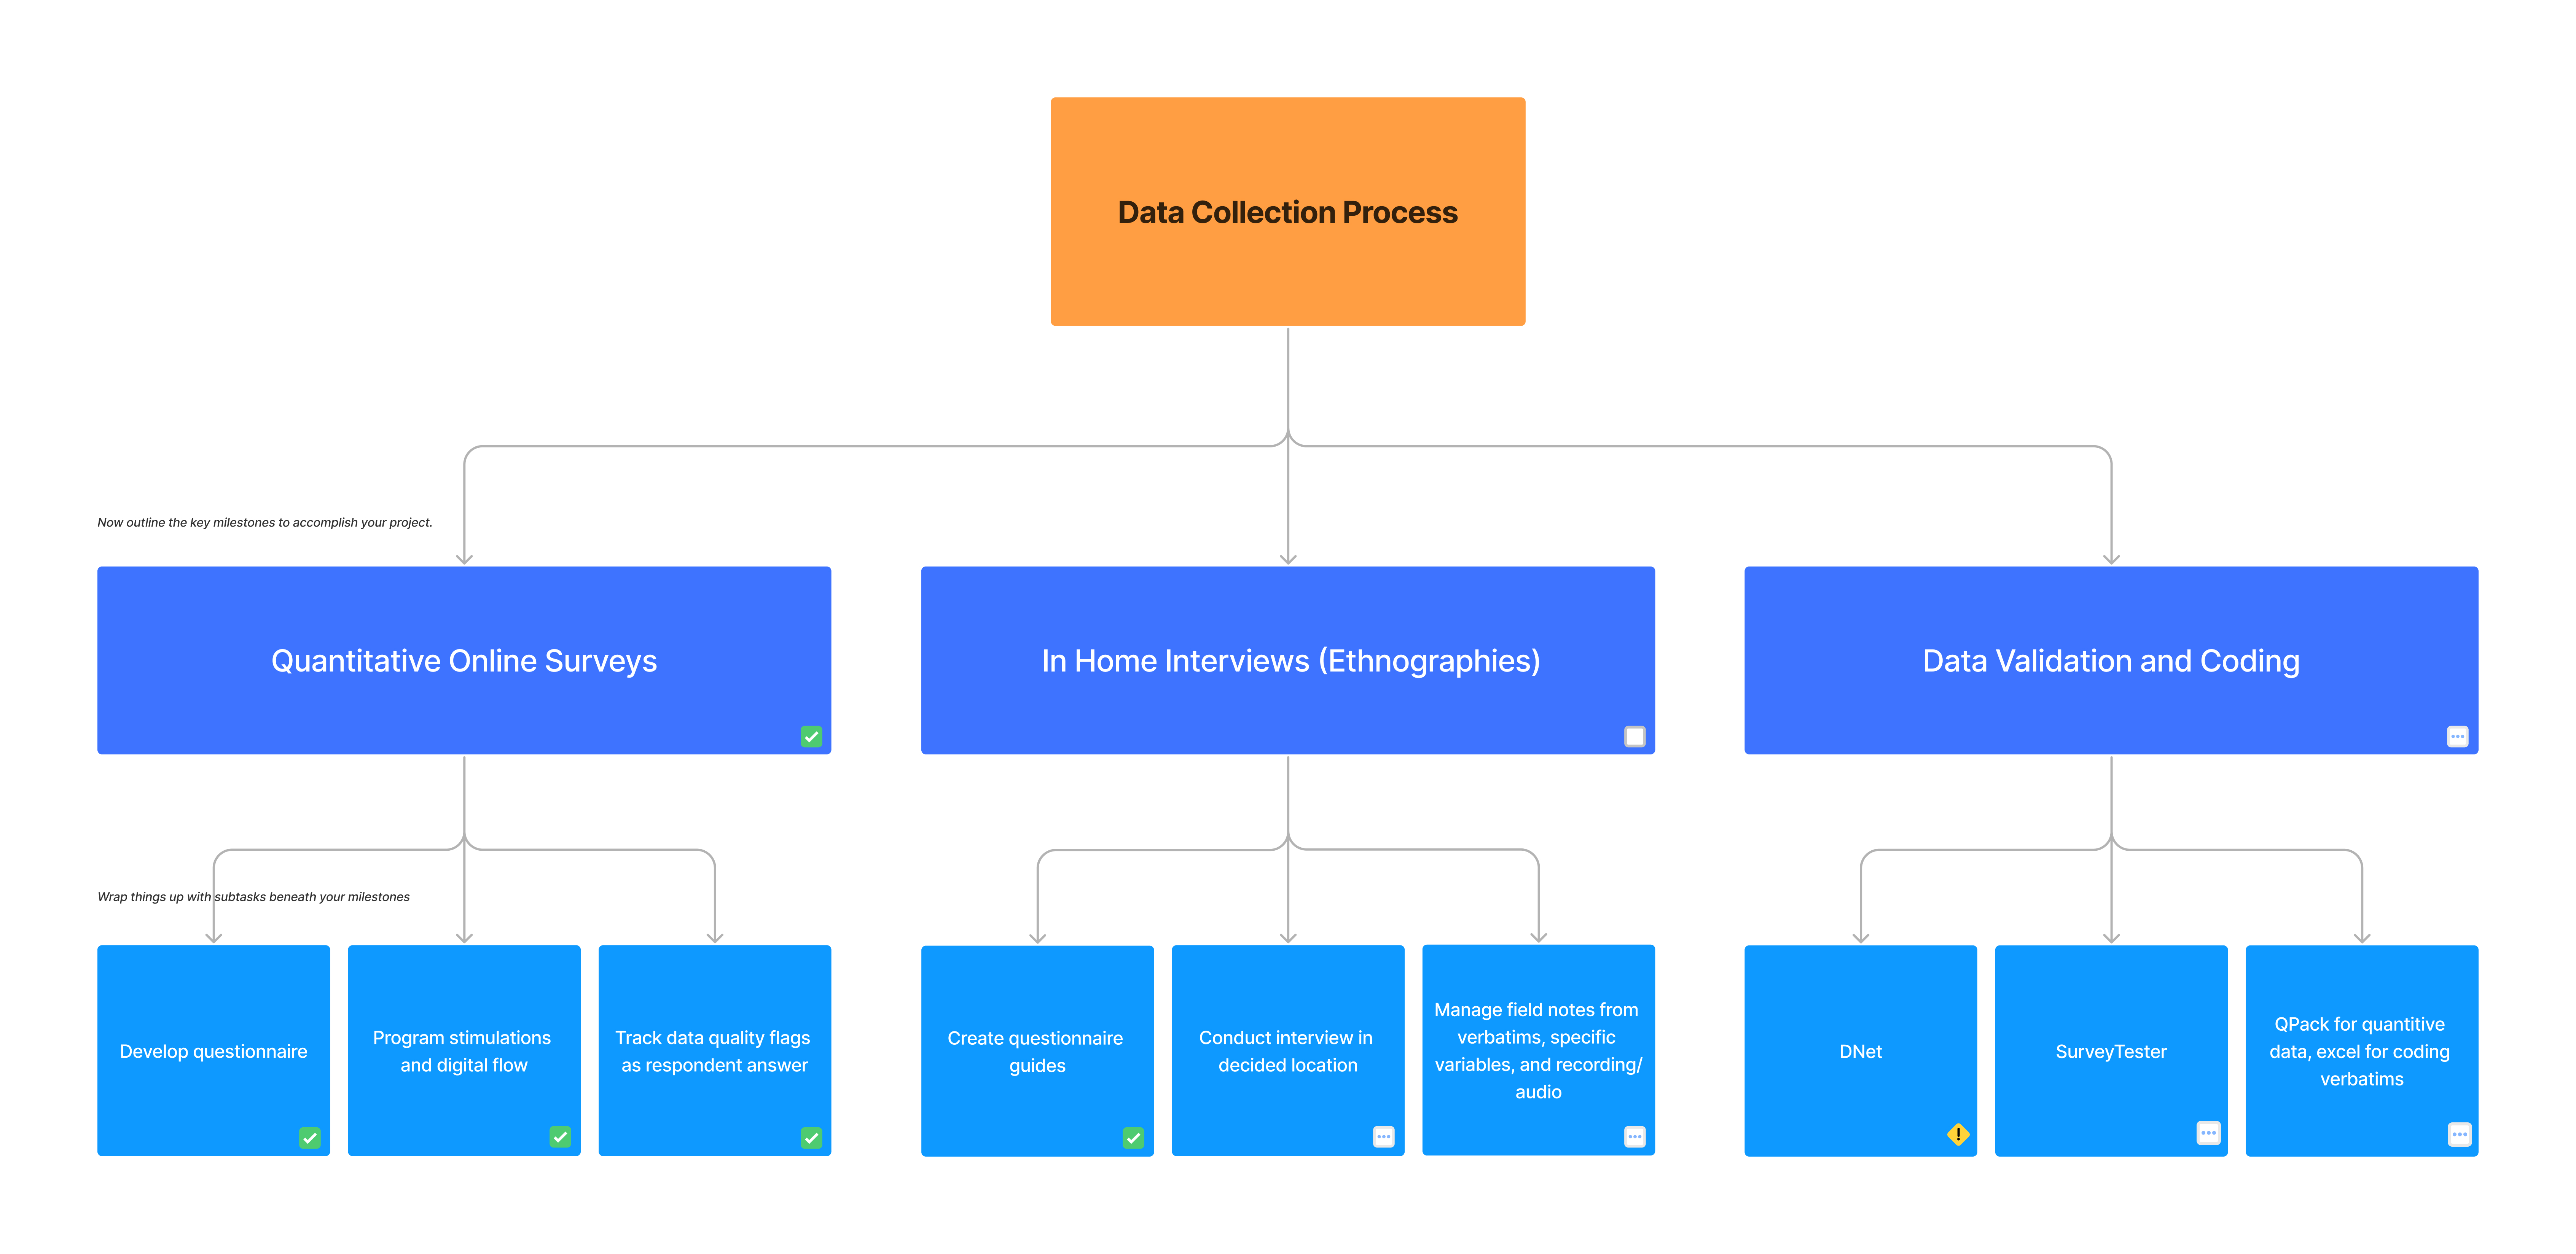 Data Collection Process
Now outline the key milestones to accomplish your project.
Quantitative Online Surveys
In Home Interviews (Ethnographies)
Data Validation and Coding
Wrap things up with subtasks beneath your milestones
Develop questionnaire
Program stimulations
and digital flow
Track data quality flags
as respondent answer
Create questionnaire
guides
Conduct interview in
decided location
Manage field notes from
verbatims, specific
variables, and recording/
audio
DNet
SurveyTester
QPack for quantitive
data, excel for coding
verbatims